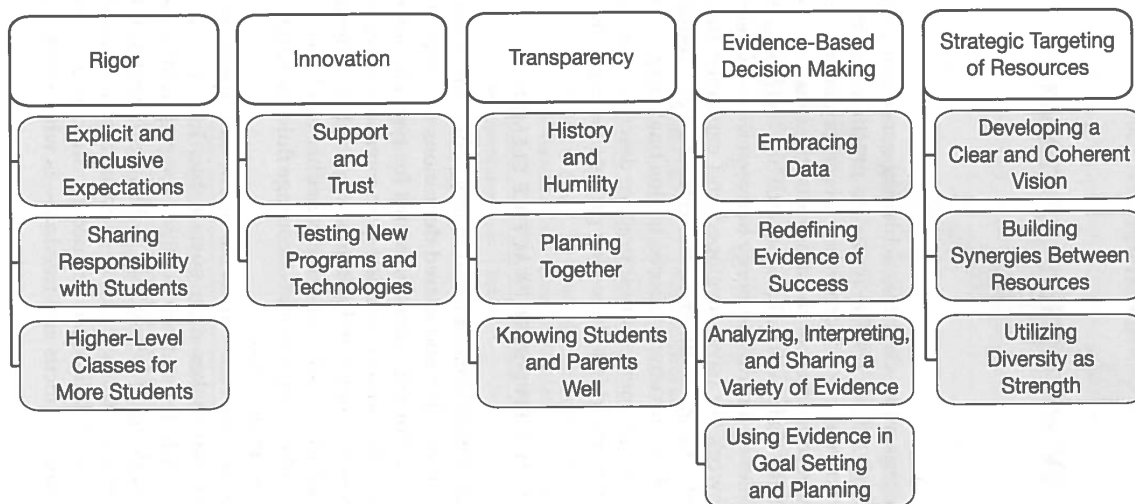 Rigor
Explicit and
Inclusive
Expectations
Sharing
Responsibility
with Students
Higher-Level
Classes for
More Students
Innovation
Support
and
Trust
Testing New
Programs and
Technologies
Transparency
History
and
Humility
Planning
Together
Knowing Students
and Parents
Well
Evidence-Based
Decision Making
Embracing
Data
Redefining
Evidence of
Success
Analyzing, Interpreting,
and Sharing a
Variety of Evidence
Using Evidence in
Goal Setting
and Planning
Strategic Targeting
of Resources
Developing a
Clear and Coherent
Vision
Building
Synergies Between
Resources
Utilizing
Diversity as
Strength